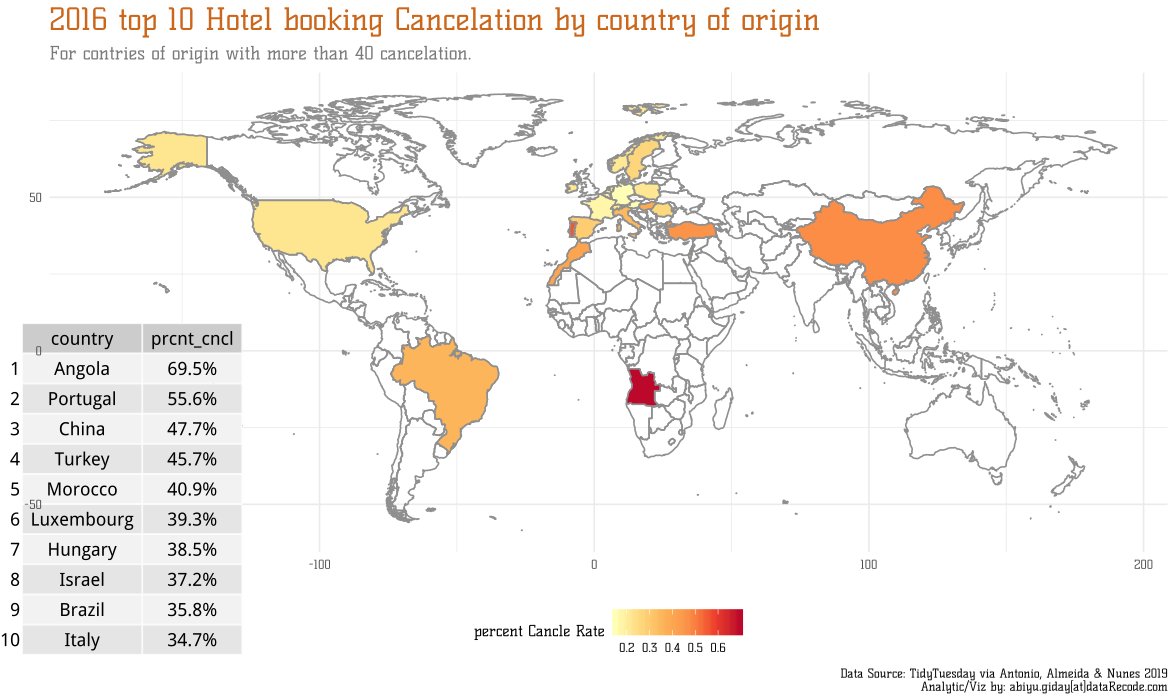 2016 top 10 Hotel booking Cancelation by country of origin
For contries of origin with more than 40 cancelation.
50
0
-50
-100
0
100
200
country prcnt_cncl
1 Angola 69.5%
2 Portugal 55.6%
3 China 47.7%
4 Turkey 45.7%
5 Morocco 40.9%
6 Luxembourg 39.3%
7 Hungary 38.5%
8 Israel 37.2%
9 Brazil 35.8%
10 Italy 34.7%
percent Cancle Rate
0.2 0.3 0.4 0.5 0.6
Data Source: TidyTuesday via Antonio, Almeida & Nunes 2019
Analytic/Viz by: abiyu.giday[at]dataRecode.com